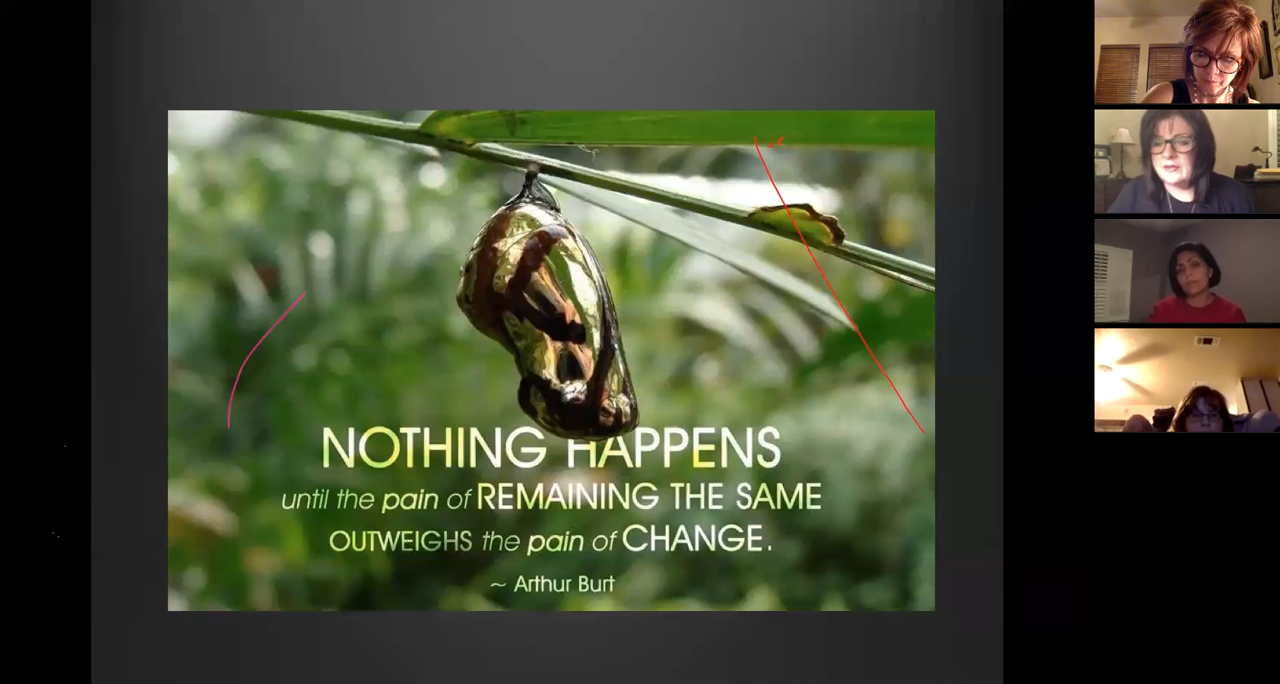 NOTHING HAPPENS
until the pain of REMAINING THE SAME
OUTWEIGHS the pain of CHANGE.
~ Arthur Burt